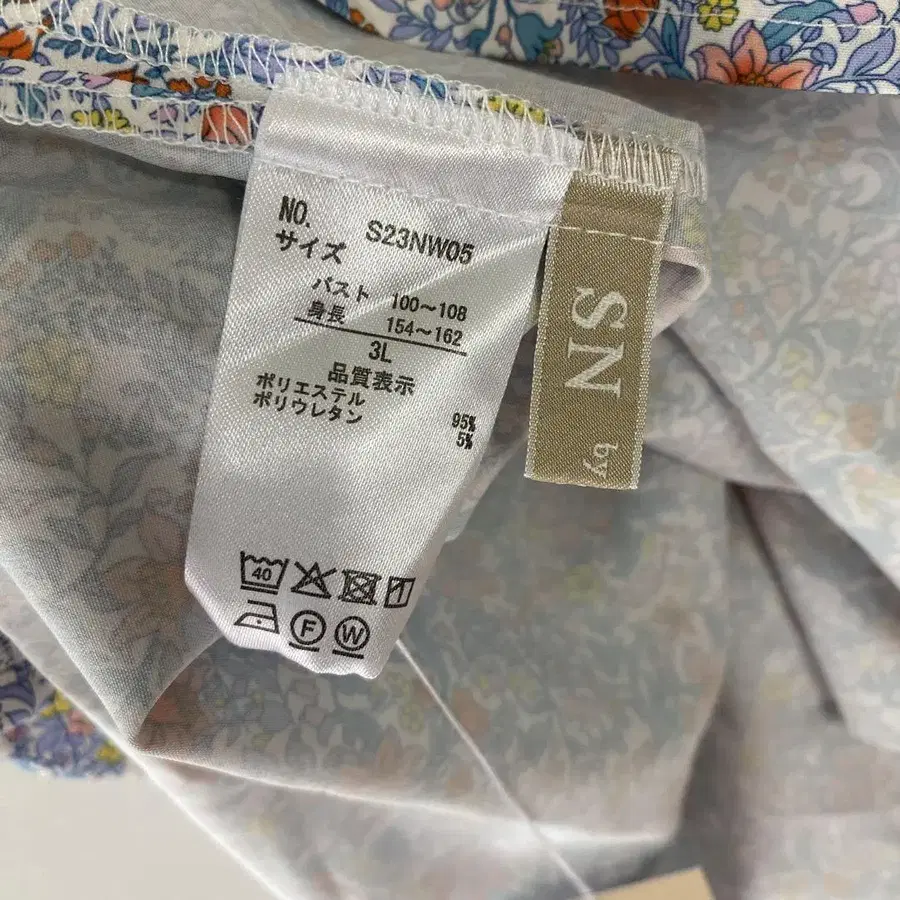 NO. S23NW05
サイズ
バスト 100～108
身長 154～162
3L
品質表示
ポリエステル 95%
ポリウレタン 5%
40
F W
SN by